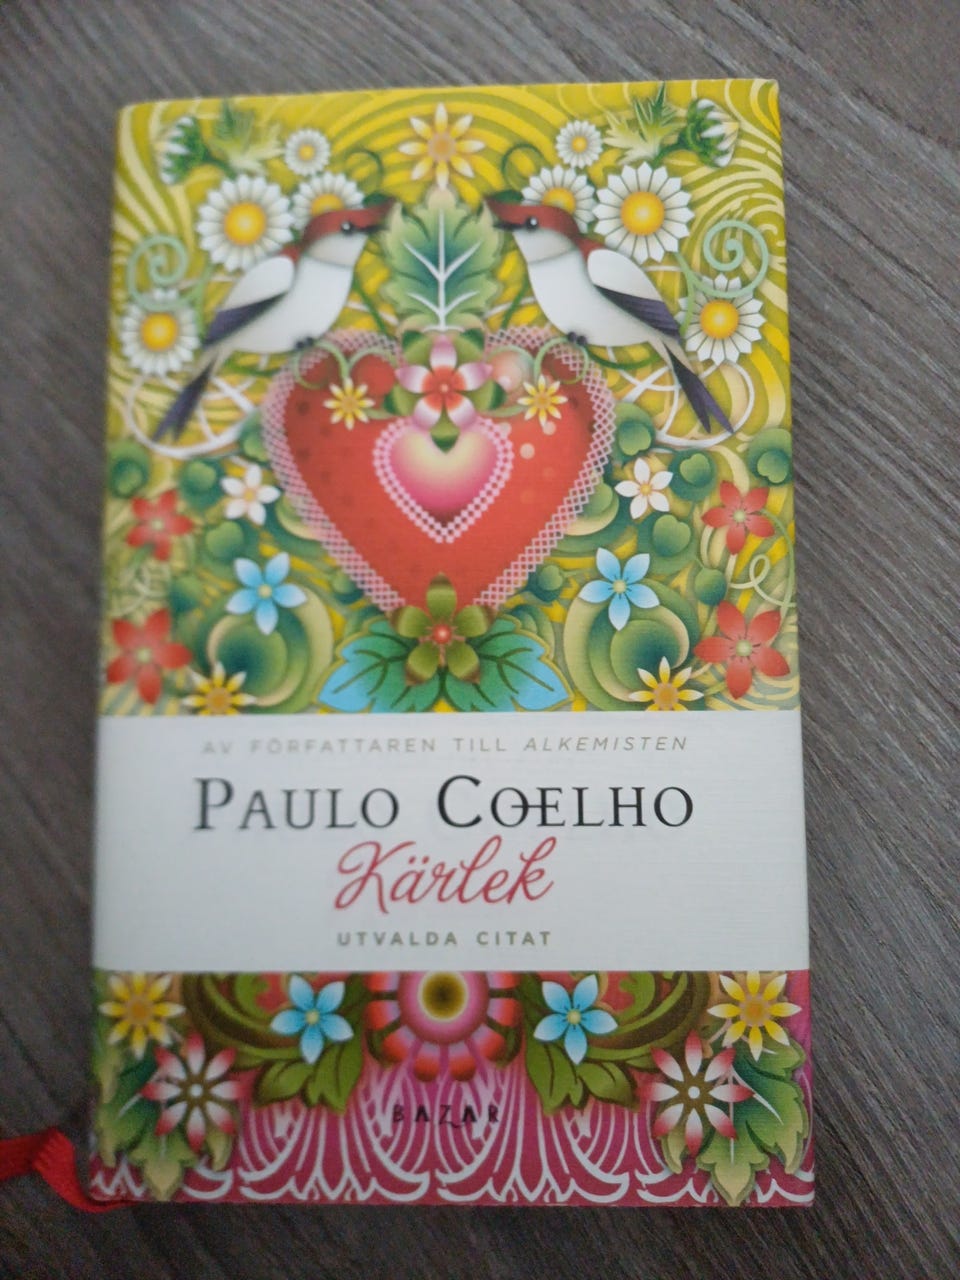 AV FÖRFATTAREN TILL ALKEMISTEN
PAULO COELHO
Kärlek
UTVALDA CITAT
BAZAR